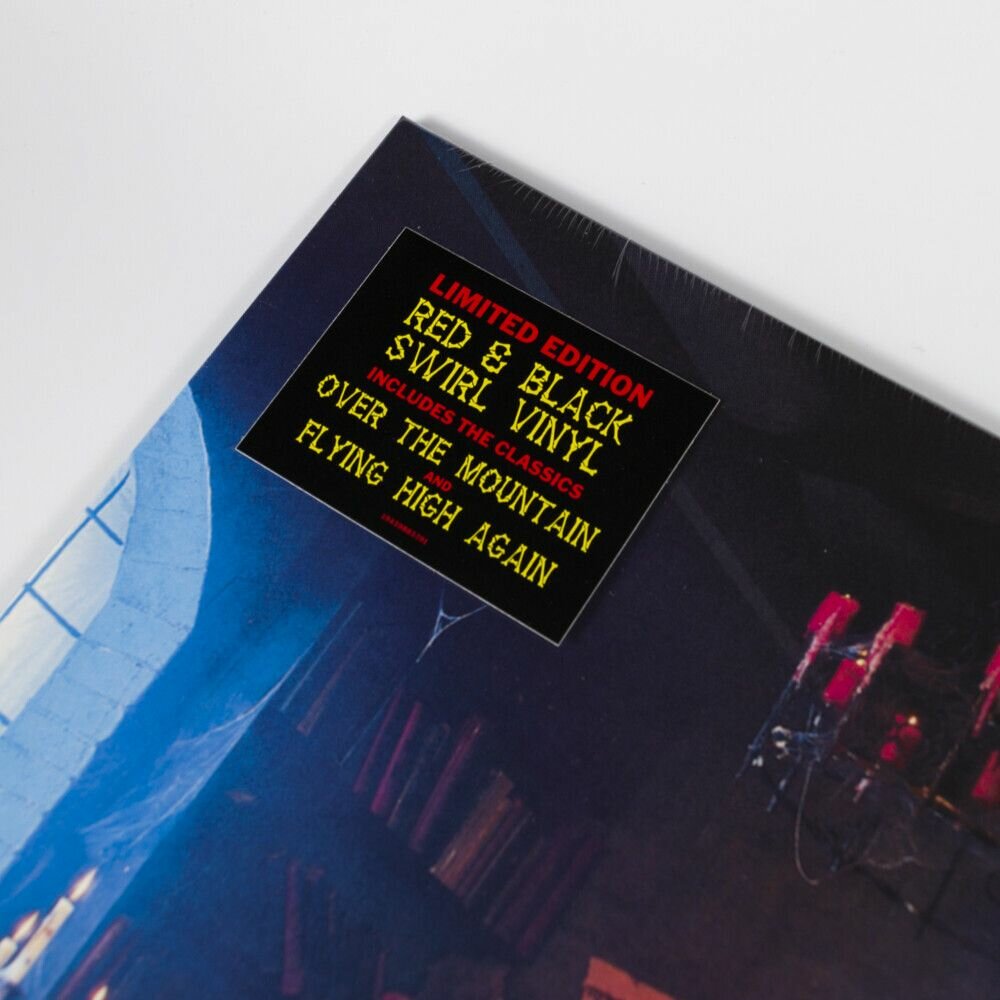 LIMITED EDITION
RED & BLACK
SWIRL VINYL
INCLUDES THE CLASSICS
OVER THE MOUNTAIN
AND
FLYING HIGH AGAIN